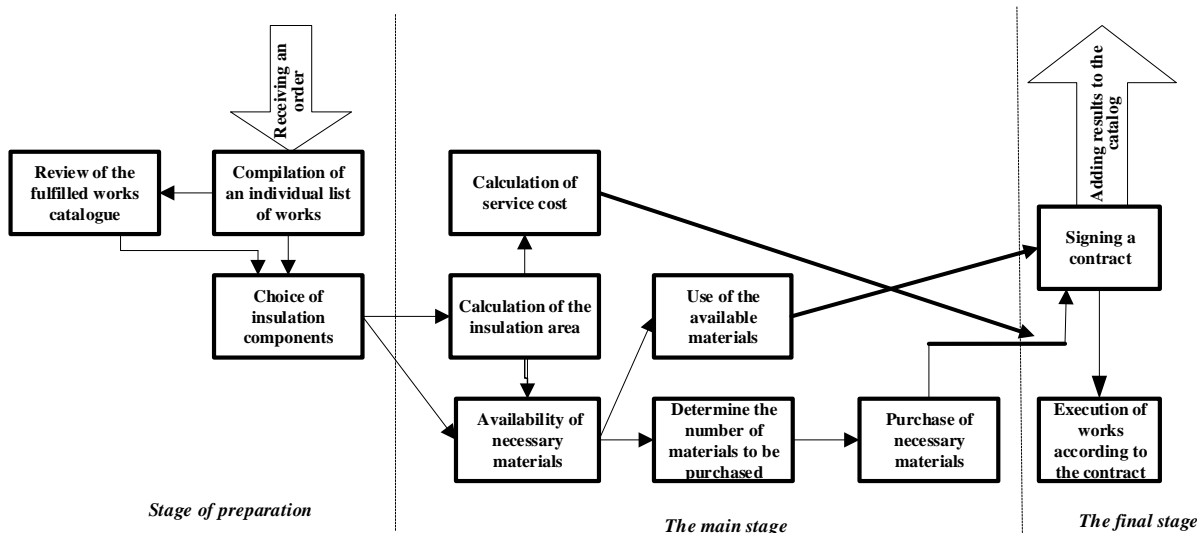 Receiving an
order
Review of the
fulfilled works
catalogue
Compilation of
an individual list
of works
Choice of
insulation
components
Stage of preparation
Calculation of
service cost
Calculation of the
insulation area
Use of the
available
materials
Availability of
necessary
materials
Determine the
number of
materials to be
purchased
Purchase of
necessary
materials
The main stage
Adding results to the
catalog
Signing a
contract
Execution of
works
according to
the contract
The final stage